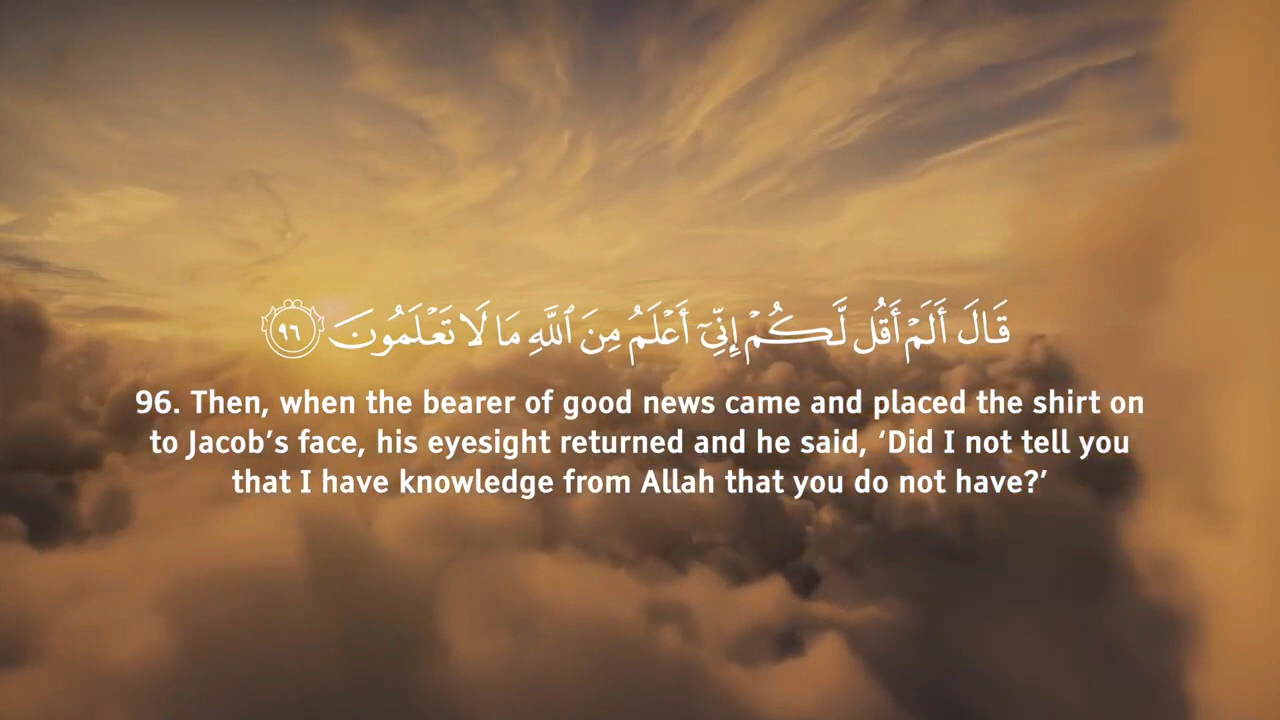 قَالَ أَلَمۡ أَقُل لَّكُمۡ إِنِّيٓ أَعۡلَمُ مِنَ ٱللَّهِ مَا لَا تَعۡلَمُونَ ٩٦
96. Then, when the bearer of good news came and placed the shirt on
to Jacob’s face, his eyesight returned and he said, ‘Did I not tell you
that I have knowledge from Allah that you do not have?’